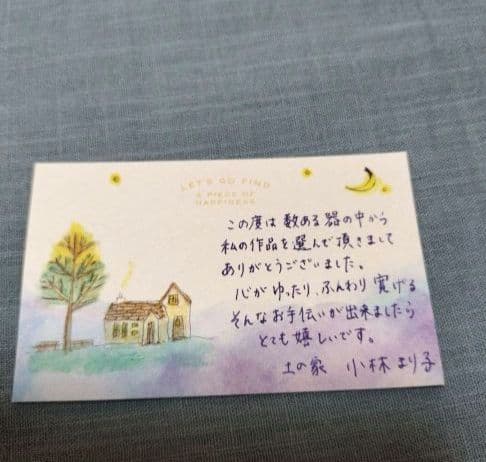 LET'S GO FIND
A PIECE OF
HAPPINESS
この度は数ある器の中から
私の作品を選んで頂きまして
ありがとうございました。
心がゆったり、ふんわり寛げる
そんなお手伝いが出来ましたら
とても嬉しいです。
土の家 小林まり子